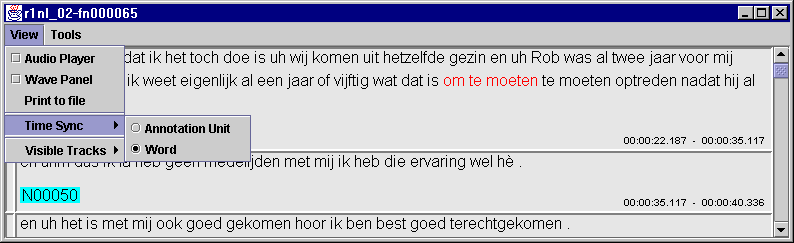 r1nl_02-fn000065
View Tools
Audio Player
Wave Panel
Print to file
Time Sync
Visible Tracks
Annotation Unit
Word
dat ik het toch doe is uh wij komen uit hetzelfde gezin en uh Rob was al twee jaar voor mij
ik weet eigenlijk al een jaar of vijftig wat dat is om te moeten te moeten optreden nadat hij al
00:00:22.187 - 00:00:35.117
geen medelijden met mij ik heb die ervaring wel hè .
N00050
00:00:35.117 - 00:00:40.336
en uh het is met mij ook goed gekomen hoor ik ben best goed terechtgekomen .